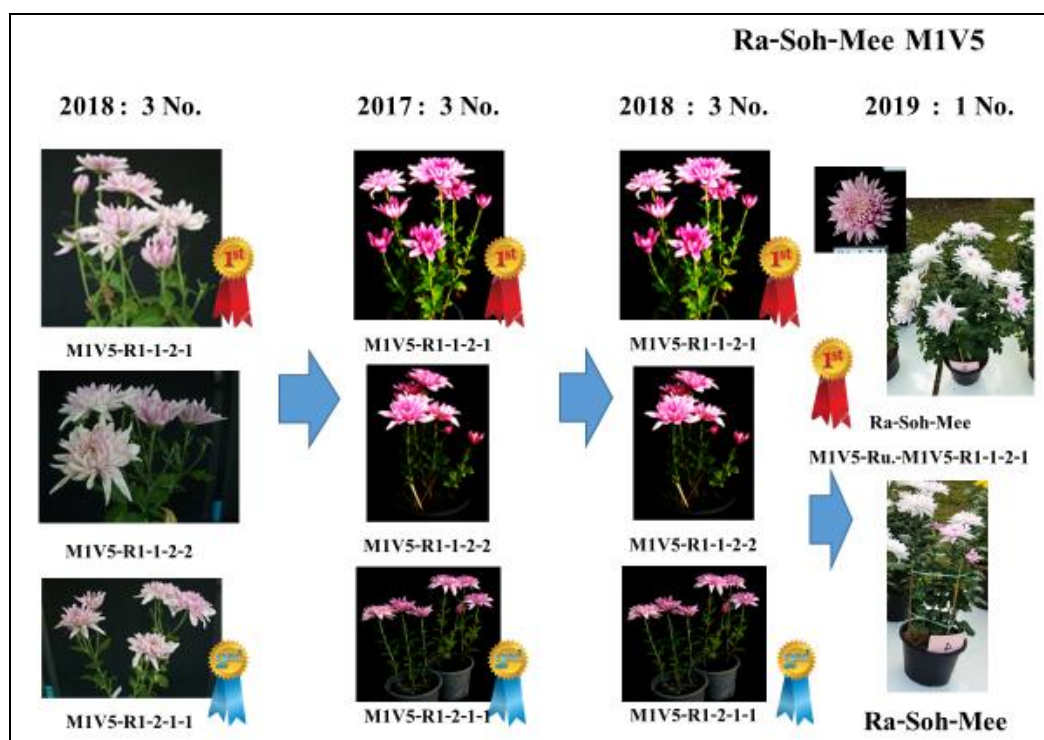 Ra-Soh-Mee M1V5
2018 : 3 No.
2017 : 3 No.
2018 : 3 No.
2019 : 1 No.
1st
1st
1st
M1V5-R1-1-2-1
M1V5-R1-1-2-1
M1V5-R1-1-2-1
1st
Ra-Soh-Mee
M1V5-Ru.-M1V5-R1-1-2-1
M1V5-R1-1-2-2
M1V5-R1-1-2-2
M1V5-R1-1-2-2
2nd
2nd
2nd
M1V5-R1-2-1-1
M1V5-R1-2-1-1
M1V5-R1-2-1-1
Ra-Soh-Mee